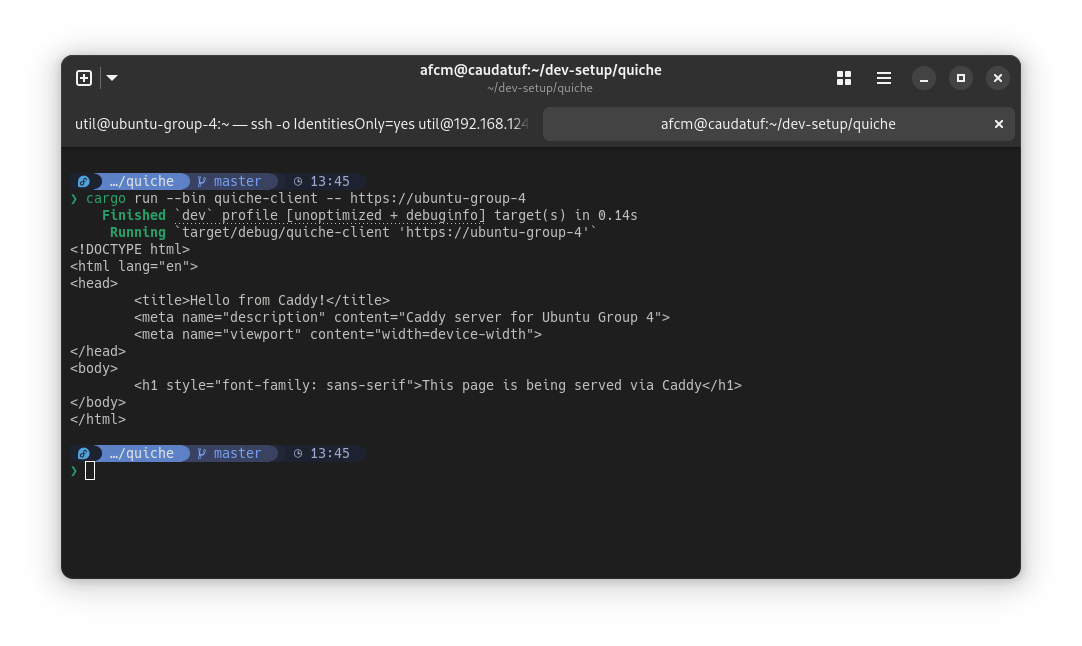 afcm@caudatuf:~/dev-setup/quiche
~/dev-setup/quiche
util@ubuntu-group-4:~ — ssh -o IdentitiesOnly=yes util@192.168.124
afcm@caudatuf:~/dev-setup/quiche
…/quiche master 13:45
❯ cargo run --bin quiche-client -- https://ubuntu-group-4
Finished `dev` profile [unoptimized + debuginfo] target(s) in 0.14s
Running `target/debug/quiche-client 'https://ubuntu-group-4'`
<!DOCTYPE html>
<html lang="en">
<head>
<title>Hello from Caddy!</title>
<meta name="description" content="Caddy server for Ubuntu Group 4">
<meta name="viewport" content="width=device-width">
</head>
<body>
<h1 style="font-family: sans-serif">This page is being served via Caddy</h1>
</body>
</html>
…/quiche master 13:45
❯